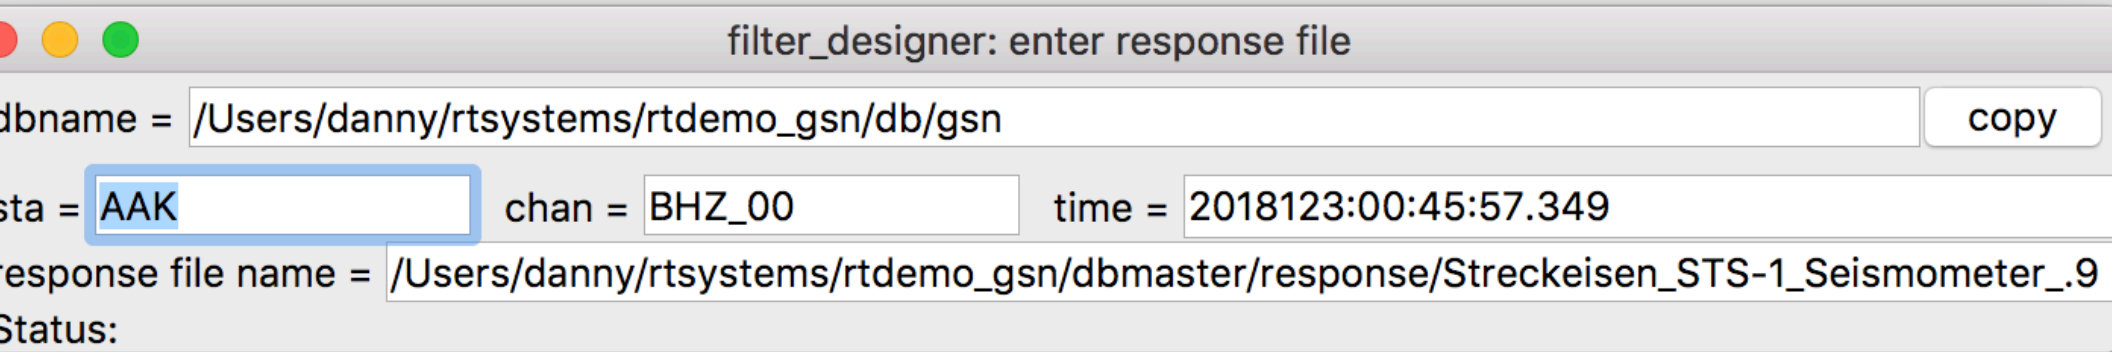 filter_designer: enter response file
dbname = /Users/danny/rtsystems/rtdemo_gsn/db/gsn copy
sta = AAK chan = BHZ_00 time = 2018123:00:45:57.349
response file name = /Users/danny/rtsystems/rtdemo_gsn/dbmaster/response/Streckeisen_STS-1_Seismometer_.9
Status: